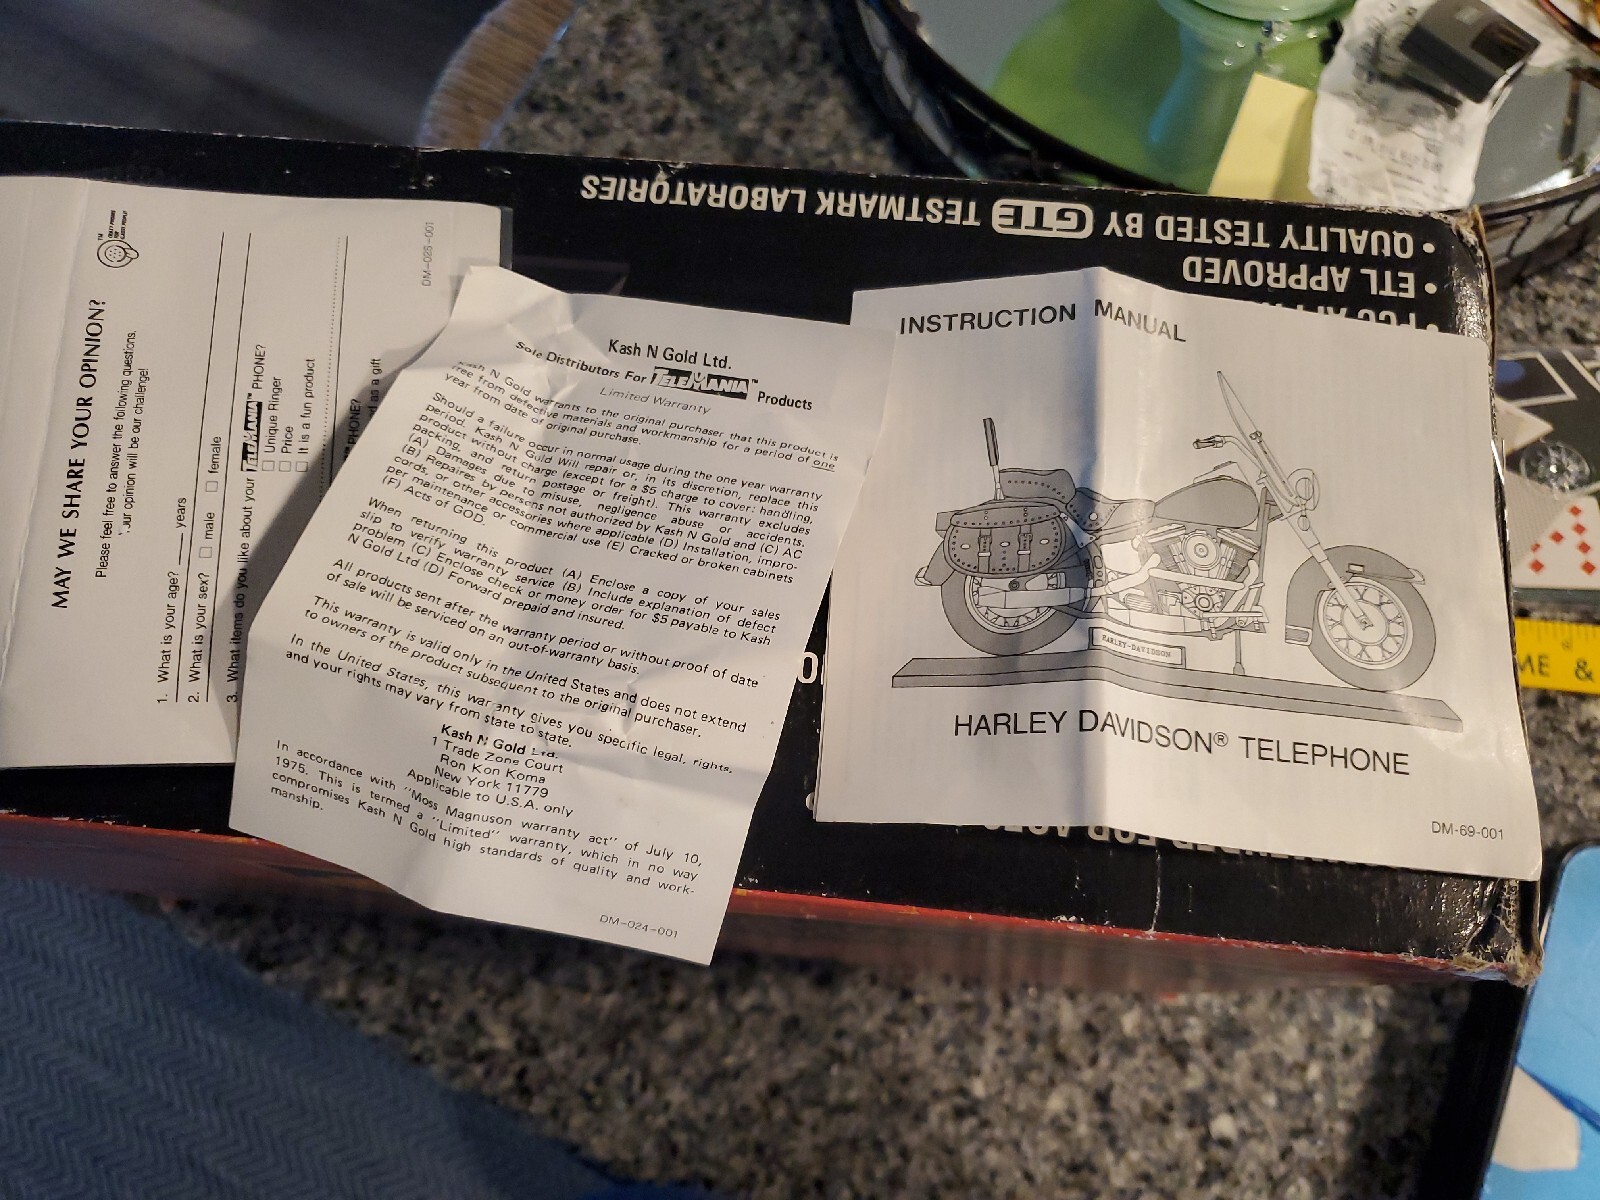 • QUALITY TESTED BY GTE TESTMARK LABORATORIES
• ETL APPROVED
MAY WE SHARE YOUR OPINION?
Please feel free to answer the following questions.
Your opinion will be our challenge!
1. What is your age? years
2. What is your sex? □ male □ female
3. What items do you like about your TELEMANIA™ PHONE?
□ Unique Ringer
□ Price
□ It is a fun product
PHONE?
as a gift
DM-025-001
Kash N Gold Ltd.
Sole Distributors For TELEMANIA™ Products
Limited Warranty
Kash N Gold warrants to the original purchaser that this product is
free from defective materials and workmanship for a period of one
year from date of original purchase.
Should a failure occur in normal usage during the one year warranty
period. Kash N Gold Will repair or, in its discretion, replace this
product without charge (except for a $5 charge to cover: handling,
packing, and return postage or freight). This warranty excludes
(A) Damages due to misuse, negligence abuse or accidents.
(B) Repaires by persons not authorized by Kash N Gold and (C) AC
cords, or other accessories where applicable (D) Installation, impro-
per maintenance or commercial use (E) Cracked or broken cabinets
(F) Acts of GOD.
When returning this product (A) Enclose a copy of your sales
slip to verify warranty service (B) Include explanation of defect
problem (C) Enclose check or money order for $5 payable to Kash
N Gold Ltd (D) Forward prepaid and insured.
All products sent after the warranty period or without proof of date
of sale will be serviced on an out-of-warranty basis.
This warranty is valid only in the United States and does not extend
to owners of the product subsequent to the original purchaser.
In the United States, this warranty gives you specific legal. rights,
and your rights may vary from state to state.
Kash N Gold Ltd.
1 Trade Zone Court
Ron Kon Koma
New York 11779
Applicable to U.S.A. only
In accordance with "Moss Magnuson warranty act" of July 10,
1975. This is termed a "Limited" warranty, which in no way
compromises Kash N Gold high standards of quality and work-
manship.
DM-024-001
INSTRUCTION MANUAL
HARLEY-DAVIDSON
HARLEY DAVIDSON® TELEPHONE
DM-69-001
ME &